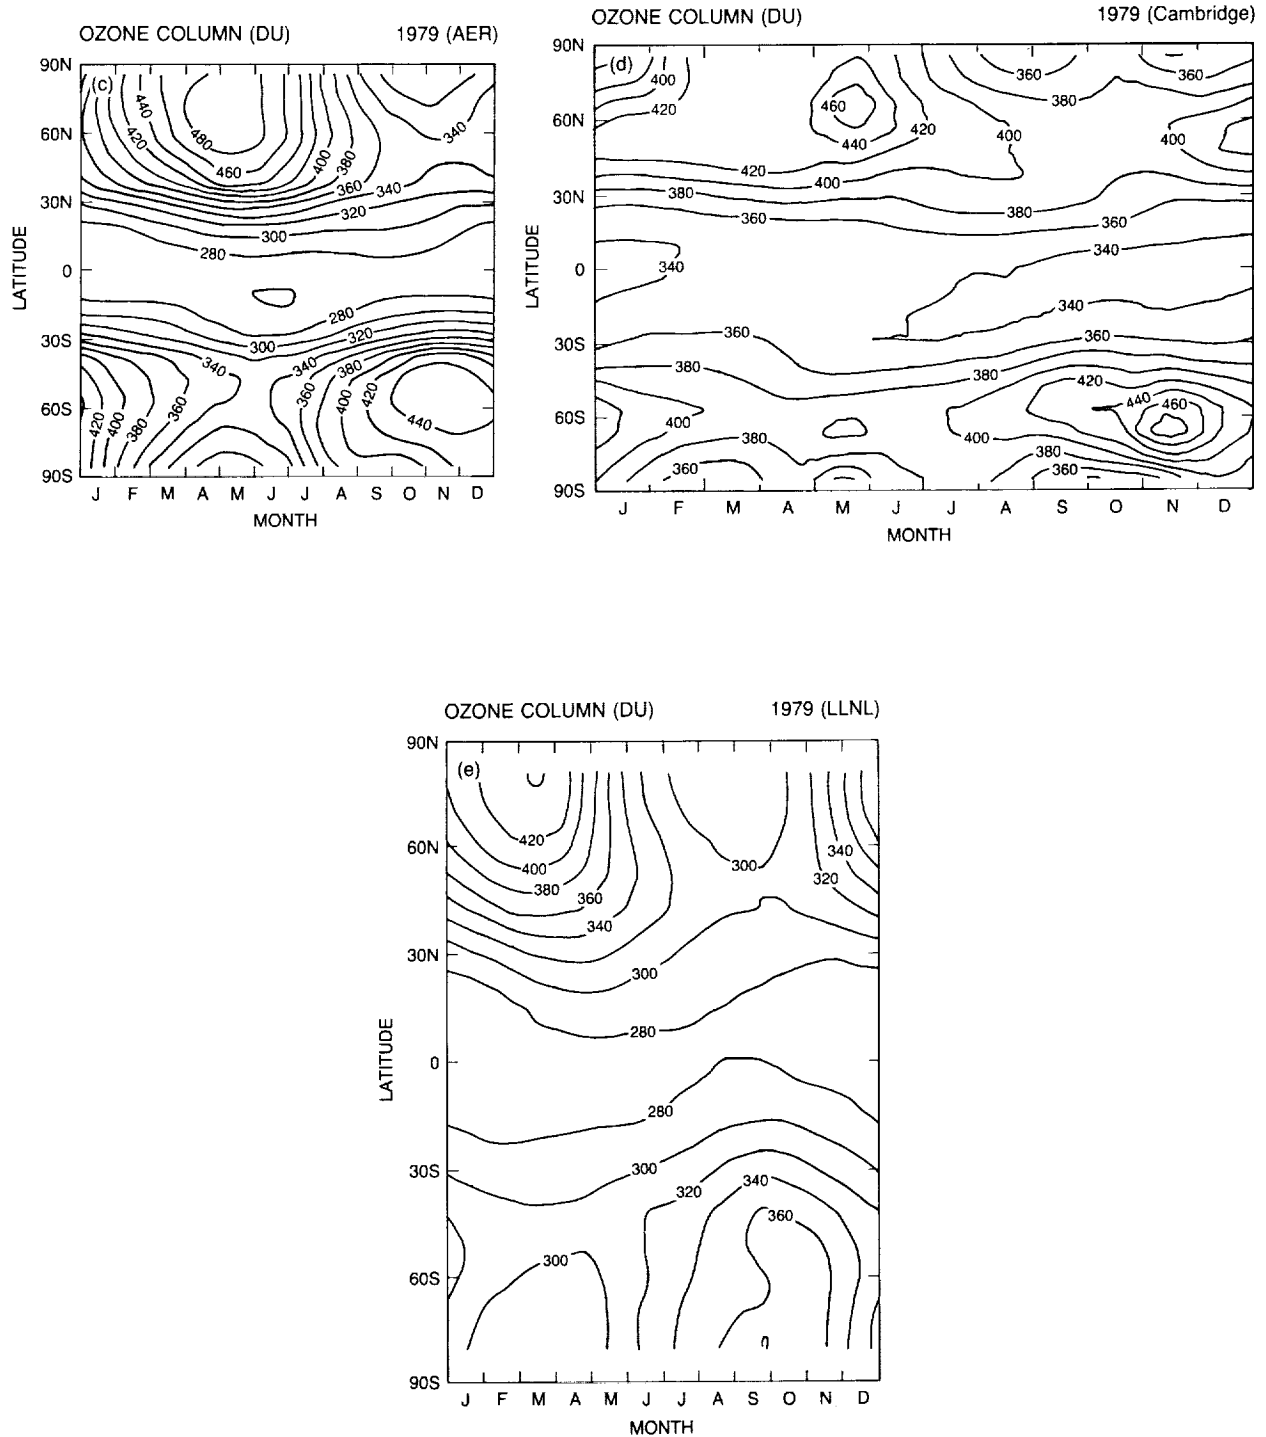 OZONE COLUMN (DU) 1979 (AER)
(c)
90N
60N
30N
0
30S
60S
90S
LATITUDE
440
420
480
460
400
380
360
340
340
320
300
280
280
320
300
340
340
380
360
400
420
360
440
420
400
380
J F M A M J J A S O N D
MONTH
OZONE COLUMN (DU) 1979 (Cambridge)
(d)
90N
60N
30N
0
30S
60S
90S
LATITUDE
400
420
460
440
420
360
380
400
360
400
420
400
380
360
380
360
340
340
340
360
360
380
380
400
380
360
400
420
440
460
380
360
J F M A M J J A S O N D
MONTH
OZONE COLUMN (DU) 1979 (LLNL)
(e)
90N
60N
30N
0
30S
60S
90S
LATITUDE
420
400
380
360
340
300
340
320
300
280
280
300
320
340
360
300
J F M A M J J A S O N D
MONTH